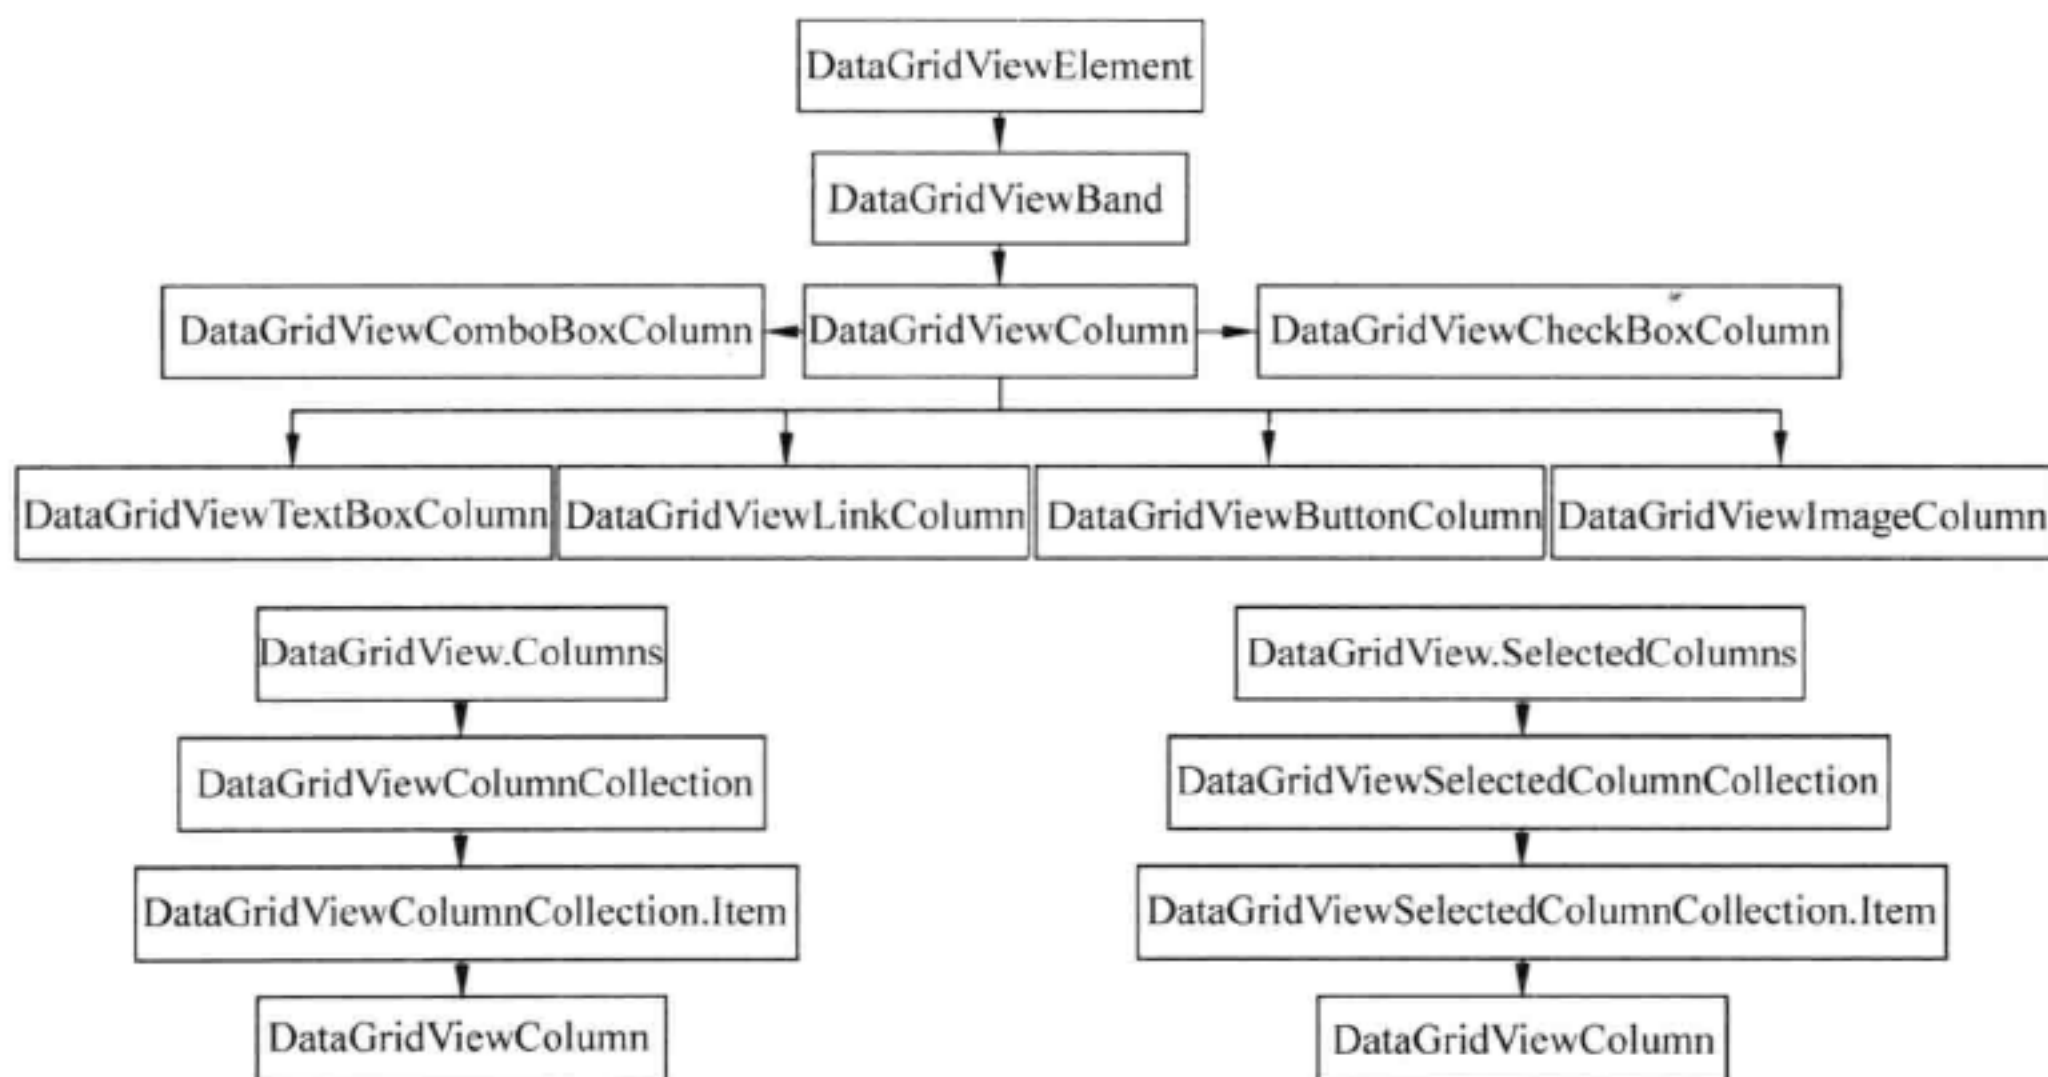 DataGridViewElement
DataGridViewBand
DataGridViewComboBoxColumn
DataGridViewColumn
DataGridViewCheckBoxColumn
DataGridViewTextBoxColumn
DataGridViewLinkColumn
DataGridViewButtonColumn
DataGridViewImageColumn
DataGridView.Columns
DataGridViewColumnCollection
DataGridViewColumnCollection.Item
DataGridViewColumn
DataGridView.SelectedColumns
DataGridViewSelectedColumnCollection
DataGridViewSelectedColumnCollection.Item
DataGridViewColumn